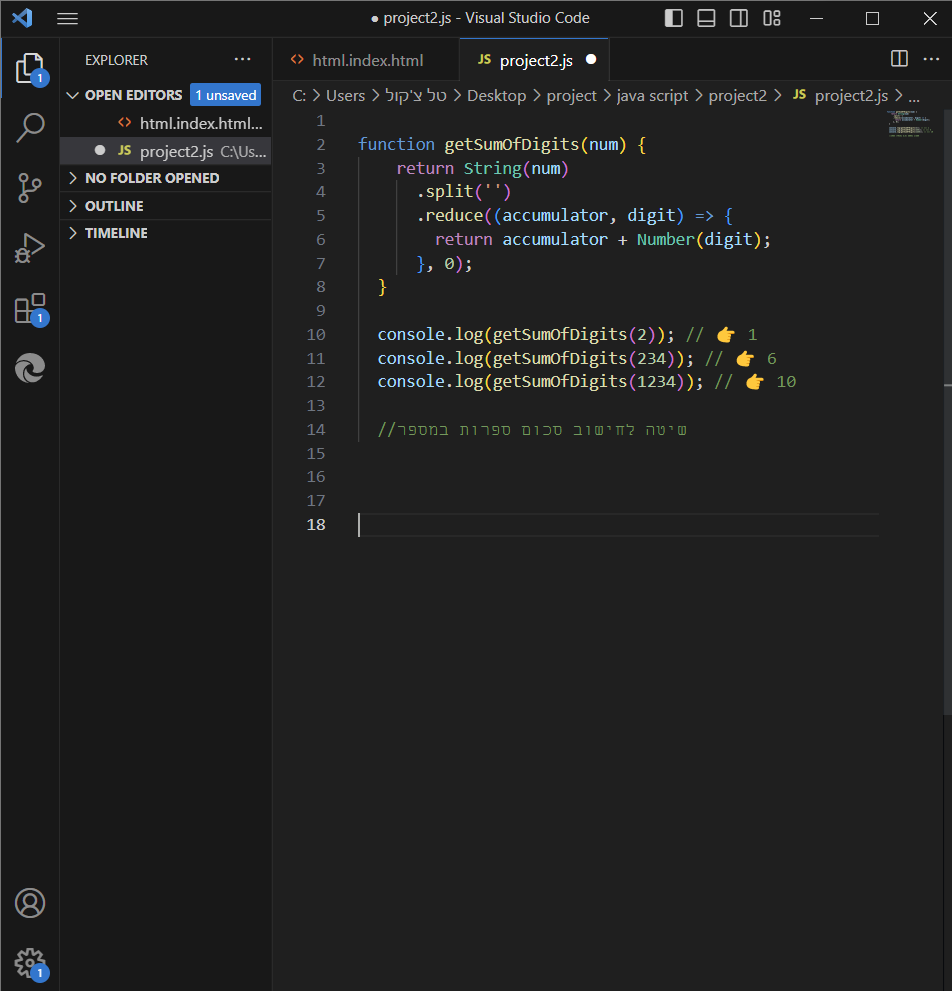 ● project2.js - Visual Studio Code
EXPLORER ···
OPEN EDITORS 1 unsaved
<> html.index.html...
● JS project2.js C:\Us...
NO FOLDER OPENED
OUTLINE
TIMELINE
1
1
1
<> html.index.html
JS project2.js ●
C: > Users > טל צ'קול > Desktop > project > java script > project2 > JS project2.js > ...
1
2 function getSumOfDigits(num) {
3 return String(num)
4 .split('')
5 .reduce((accumulator, digit) => {
6 return accumulator + Number(digit);
7 }, 0);
8 }
9
10 console.log(getSumOfDigits(2)); // 👉 1
11 console.log(getSumOfDigits(234)); // 👉 6
12 console.log(getSumOfDigits(1234)); // 👉 10
13
14 //שיטה לחישוב סכום ספרות במספר
15
16
17
18